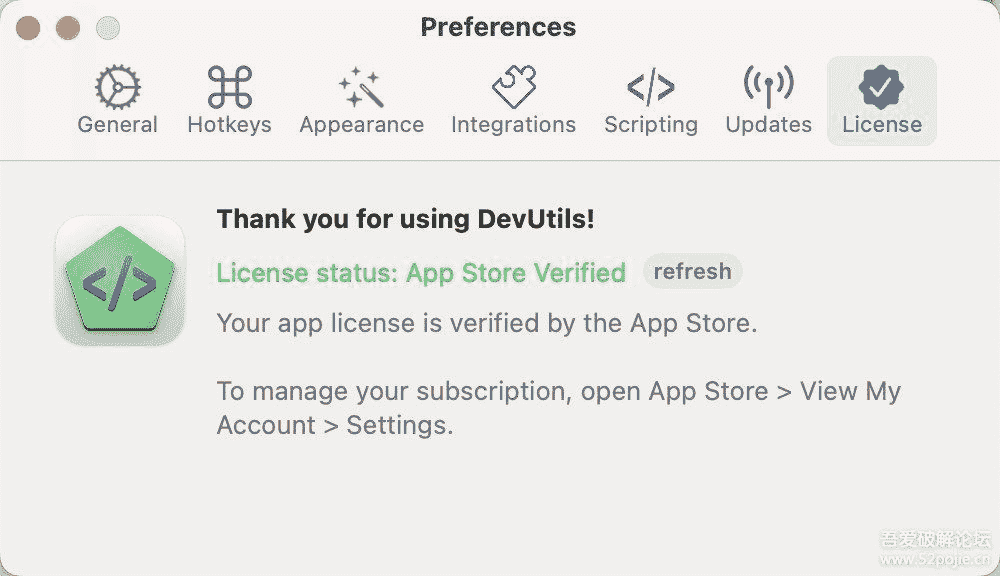 Preferences
General Hotkeys Appearance Integrations Scripting Updates License
Thank you for using DevUtils!
License status: App Store Verified refresh
Your app license is verified by the App Store.
To manage your subscription, open App Store > View My
Account > Settings.
吾爱破解论坛
www.52pojie.cn